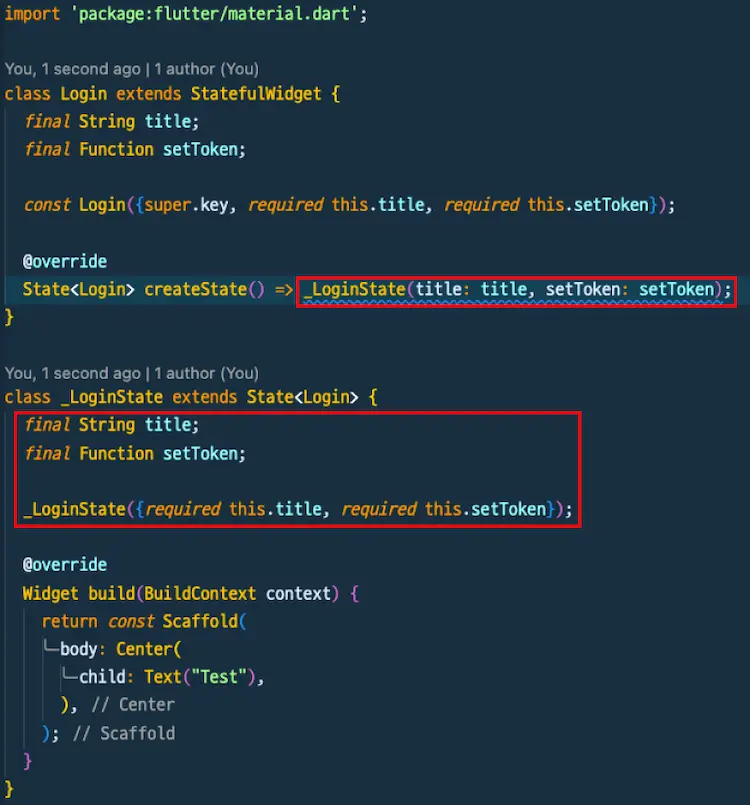 import 'package:flutter/material.dart';
You, 1 second ago | 1 author (You)
class Login extends StatefulWidget {
final String title;
final Function setToken;
const Login({super.key, required this.title, required this.setToken});
@override
State<Login> createState() => _LoginState(title: title, setToken: setToken);
}
You, 1 second ago | 1 author (You)
class _LoginState extends State<Login> {
final String title;
final Function setToken;
_LoginState({required this.title, required this.setToken});
@override
Widget build(BuildContext context) {
return const Scaffold(
body: Center(
child: Text("Test"),
), // Center
); // Scaffold
}
}